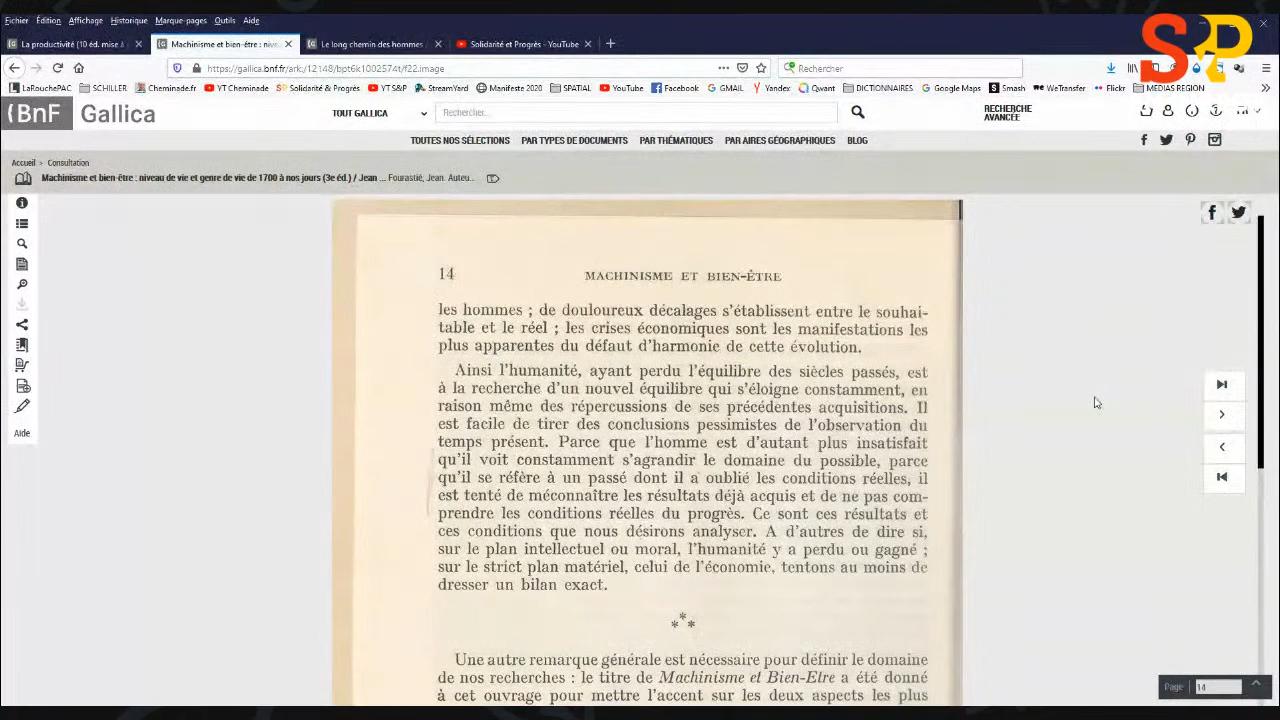 Fichier Édition Affichage Historique Marque-pages Outils Aide
La productivité (10 éd. mise à
Machinisme et bien-être : nive
Le long chemin des hommes
Solidarité et Progrès - YouTube
https://gallica.bnf.fr/ark:/12148/bpt6k1002574t/f22.image
Rechercher
LaRouchePAC SCHILLER Cheminade.fr YT Cheminade Solidarité & Progrès YT S&P StreamYard Manifeste 2020 SPATIAL YouTube Facebook GMAIL Yandex Qwant DICTIONNAIRES Google Maps Smash WeTransfer Flickr MEDIAS REGION
SP
BnF Gallica
TOUT GALLICA
Rechercher...
RECHERCHE AVANCÉE
TOUTES NOS SÉLECTIONS PAR TYPES DE DOCUMENTS PAR THÉMATIQUES PAR AIRES GÉOGRAPHIQUES BLOG
Accueil > Consultation
Machinisme et bien-être : niveau de vie et genre de vie de 1700 à nos jours (3e éd.) / Jean ... Fourastié, Jean. Auteu...
Aide
14 MACHINISME ET BIEN-ÊTRE
les hommes ; de douloureux décalages s'établissent entre le souhai-
table et le réel ; les crises économiques sont les manifestations les
plus apparentes du défaut d'harmonie de cette évolution.
Ainsi l'humanité, ayant perdu l'équilibre des siècles passés, est
à la recherche d'un nouvel équilibre qui s'éloigne constamment, en
raison même des répercussions de ses précédentes acquisitions. Il
est facile de tirer des conclusions pessimistes de l'observation du
temps présent. Parce que l'homme est d'autant plus insatisfait
qu'il voit constamment s'agrandir le domaine du possible, parce
qu'il se réfère à un passé dont il a oublié les conditions réelles, il
est tenté de méconnaître les résultats déjà acquis et de ne pas com-
prendre les conditions réelles du progrès. Ce sont ces résultats et
ces conditions que nous désirons analyser. A d'autres de dire si,
sur le plan intellectuel ou moral, l'humanité y a perdu ou gagné ;
sur le strict plan matériel, celui de l'économie, tentons au moins de
dresser un bilan exact.
***
Une autre remarque générale est nécessaire pour définir le domaine
de nos recherches : le titre de Machinisme et Bien-Etre a été donné
à cet ouvrage pour mettre l'accent sur les deux aspects les plus
Page 14